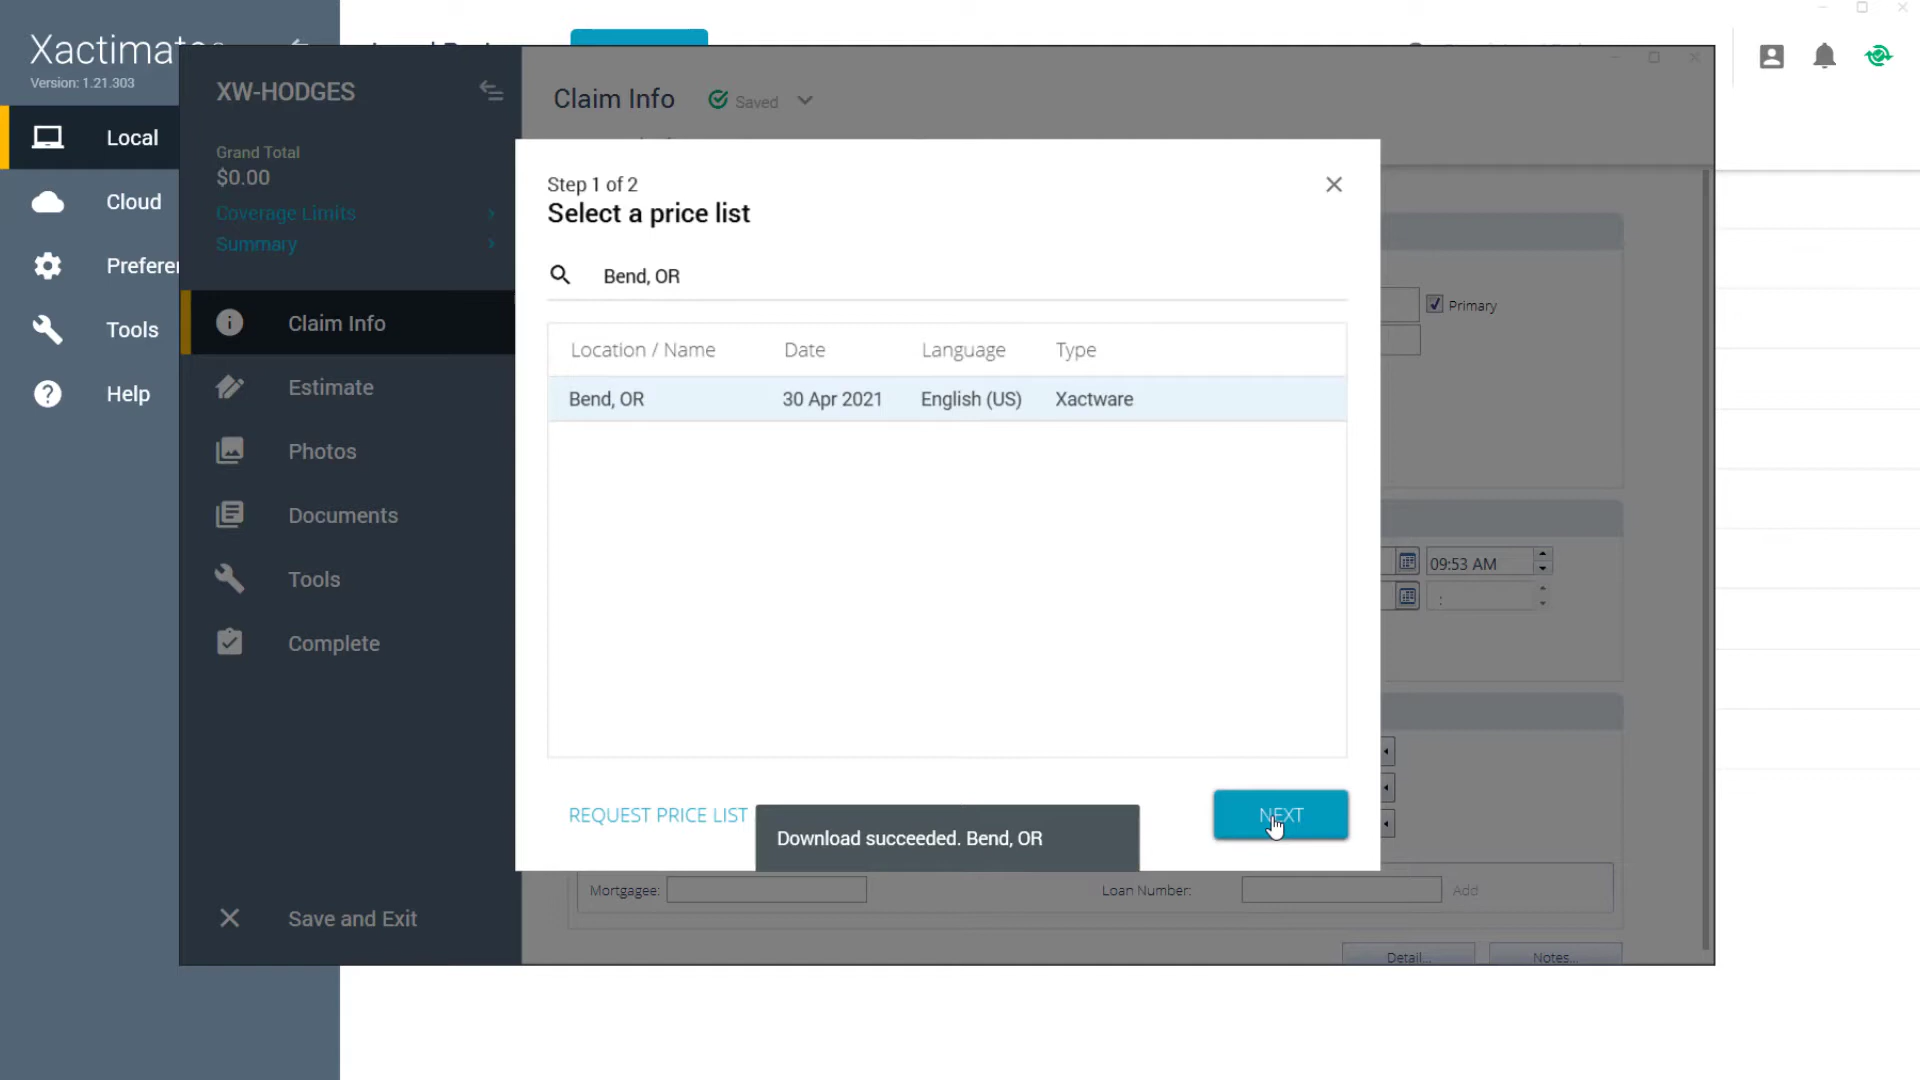 Xactimate
Version: 1.21.303
Local
Cloud
Tools
Help
XW-HODGES
Grand Total
$0.00
Coverage Limits
Summary
Claim Info
Estimate
Photos
Documents
Tools
Complete
Save and Exit
Claim Info
Saved
Step 1 of 2
Select a price list
Bend, OR
Location / Name Date Language Type
Bend, OR 30 Apr 2021 English (US) Xactware
REQUEST PRICE LIST
Download succeeded. Bend, OR
NEXT
Primary
09:53 AM
:
Mortgagee:
Loan Number:
Add
Detail...
Notes...